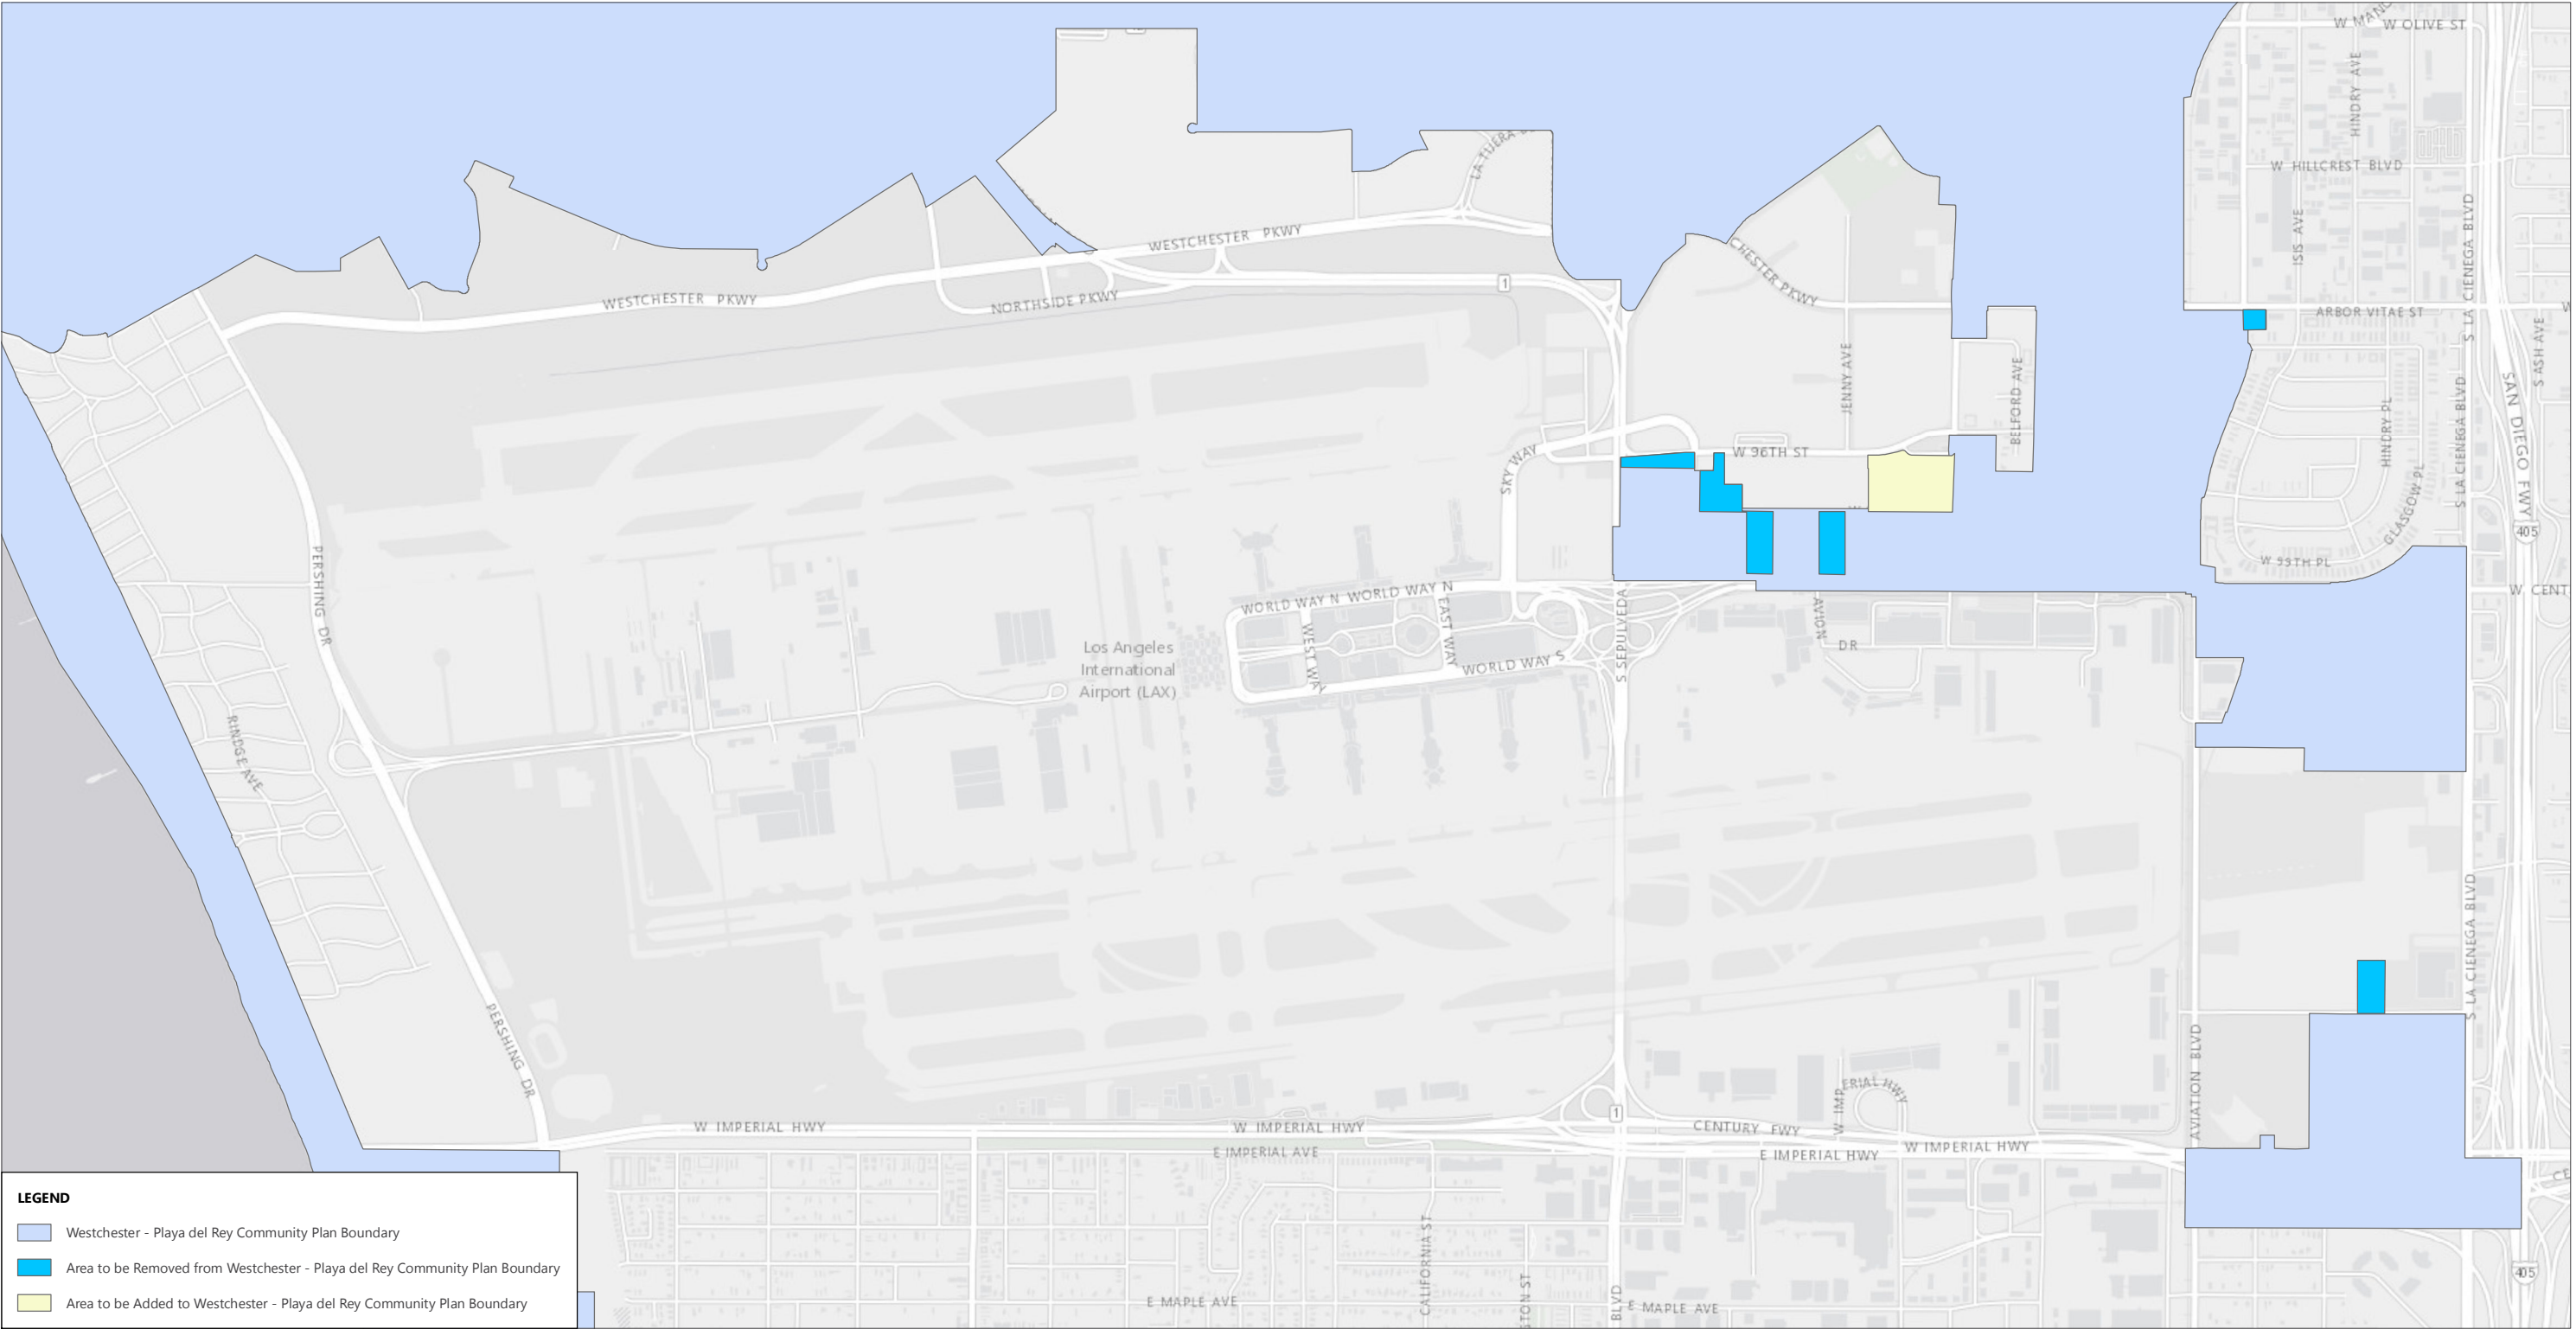 W OLIVE ST
HINDRY AVE
W HILLCREST BLVD
ISIS AVE
S LA CIENEGA BLVD
WESTCHESTER PKWY
WESTCHESTER PKWY
NORTHSIDE PKWY
1
CHESTER PKWY
ARBOR VITAE ST
S ASH AVE
JENNY AVE
BELFORD AVE
HINDRY PL
S LA CIENEGA BLVD
SAN DIEGO FWY
GLASGOW PL
SKY WAY
W 96TH ST
405
W 99TH PL
W CENT
PERSHING DR
WORLD WAY N
WORLD WAY N
EAST WAY
WEST WAY
WORLD WAY S
S SEPULVEDA
AVION
DR
Los Angeles
International
Airport (LAX)
RINDGE AVE
S LA CIENEGA BLVD
PERSHING DR
AVIATION BLVD
1
W IMPERIAL HWY
W IMPERIAL HWY
CENTURY FWY
W IMPERIAL HWY
W IMPERIAL HWY
E IMPERIAL AVE
E IMPERIAL HWY
CALIFORNIA ST
BLVD
405
E MAPLE AVE
E MAPLE AVE
LEGEND
Westchester - Playa del Rey Community Plan Boundary
Area to be Removed from Westchester - Playa del Rey Community Plan Boundary
Area to be Added to Westchester - Playa del Rey Community Plan Boundary